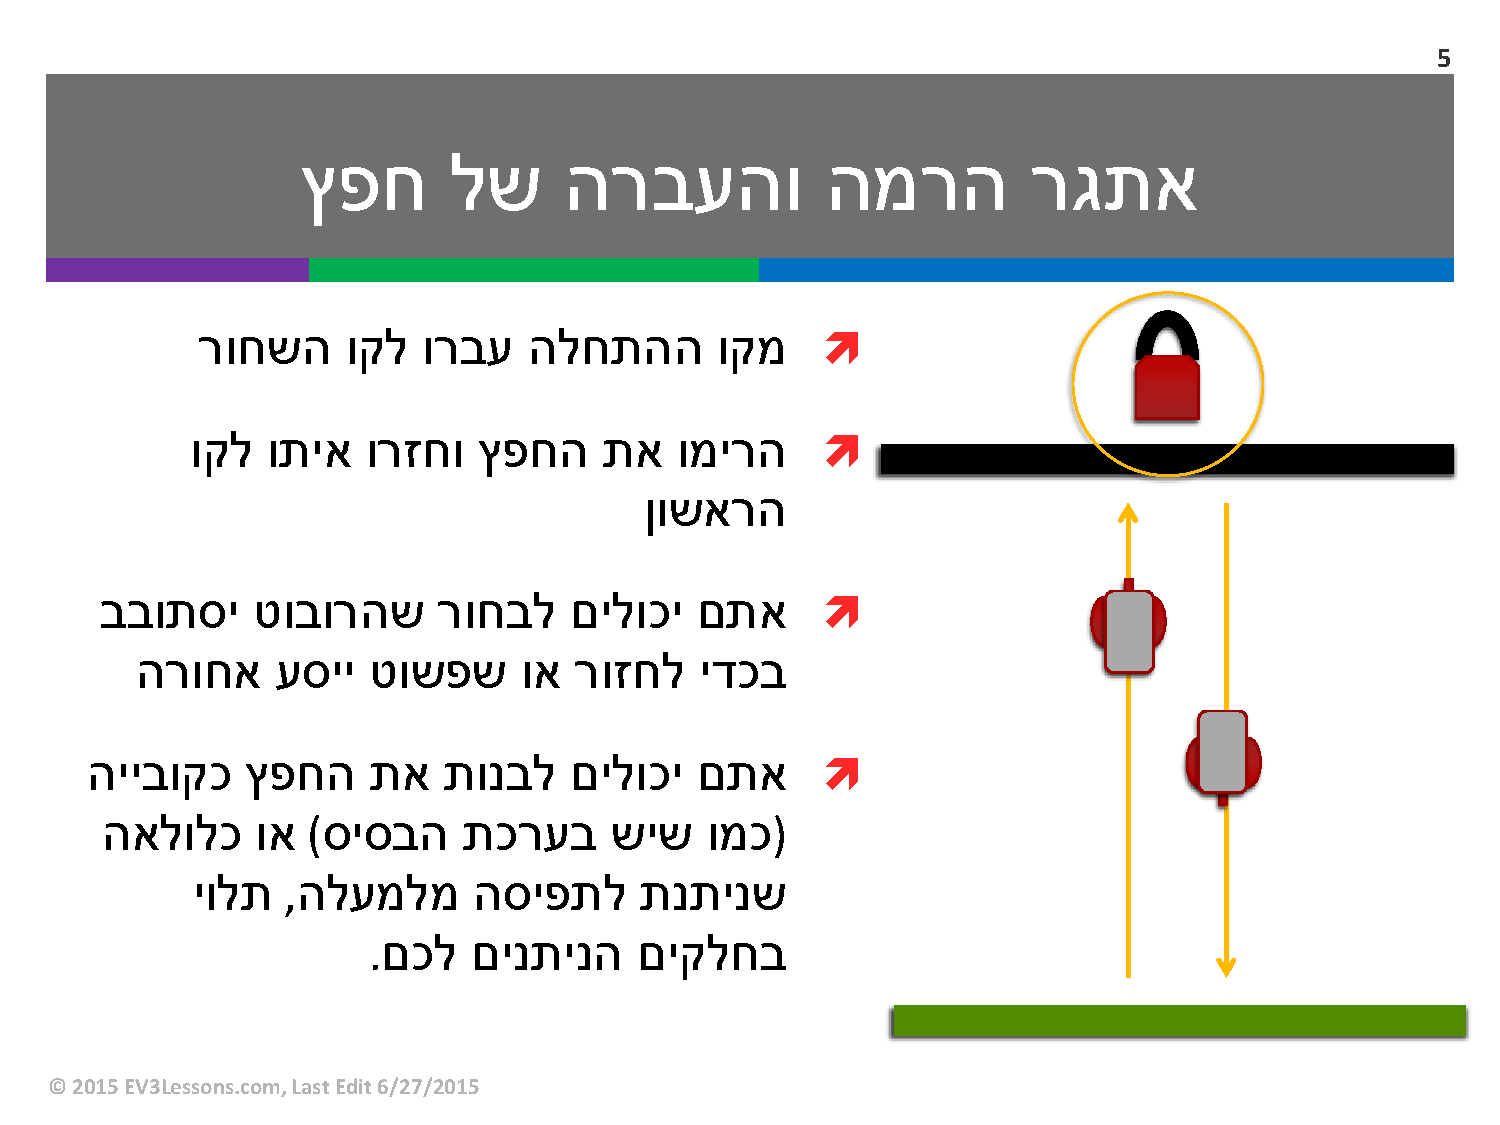 5
אתגר הרמה והעברה של חפץ
מקו ההתחלה עברו לקו השחור
הרימו את החפץ וחזרו איתו לקו
הראשון
אתם יכולים לבחור שהרובוט יסתובב
בכדי לחזור או שפשוט ייסע אחורה
אתם יכולים לבנות את החפץ כקובייה
(כמו שיש בערכת הבסיס) או כלולאה
שניתנת לתפיסה מלמעלה, תלוי
בחלקים הניתנים לכם.
© 2015 EV3Lessons.com, Last Edit 6/27/2015